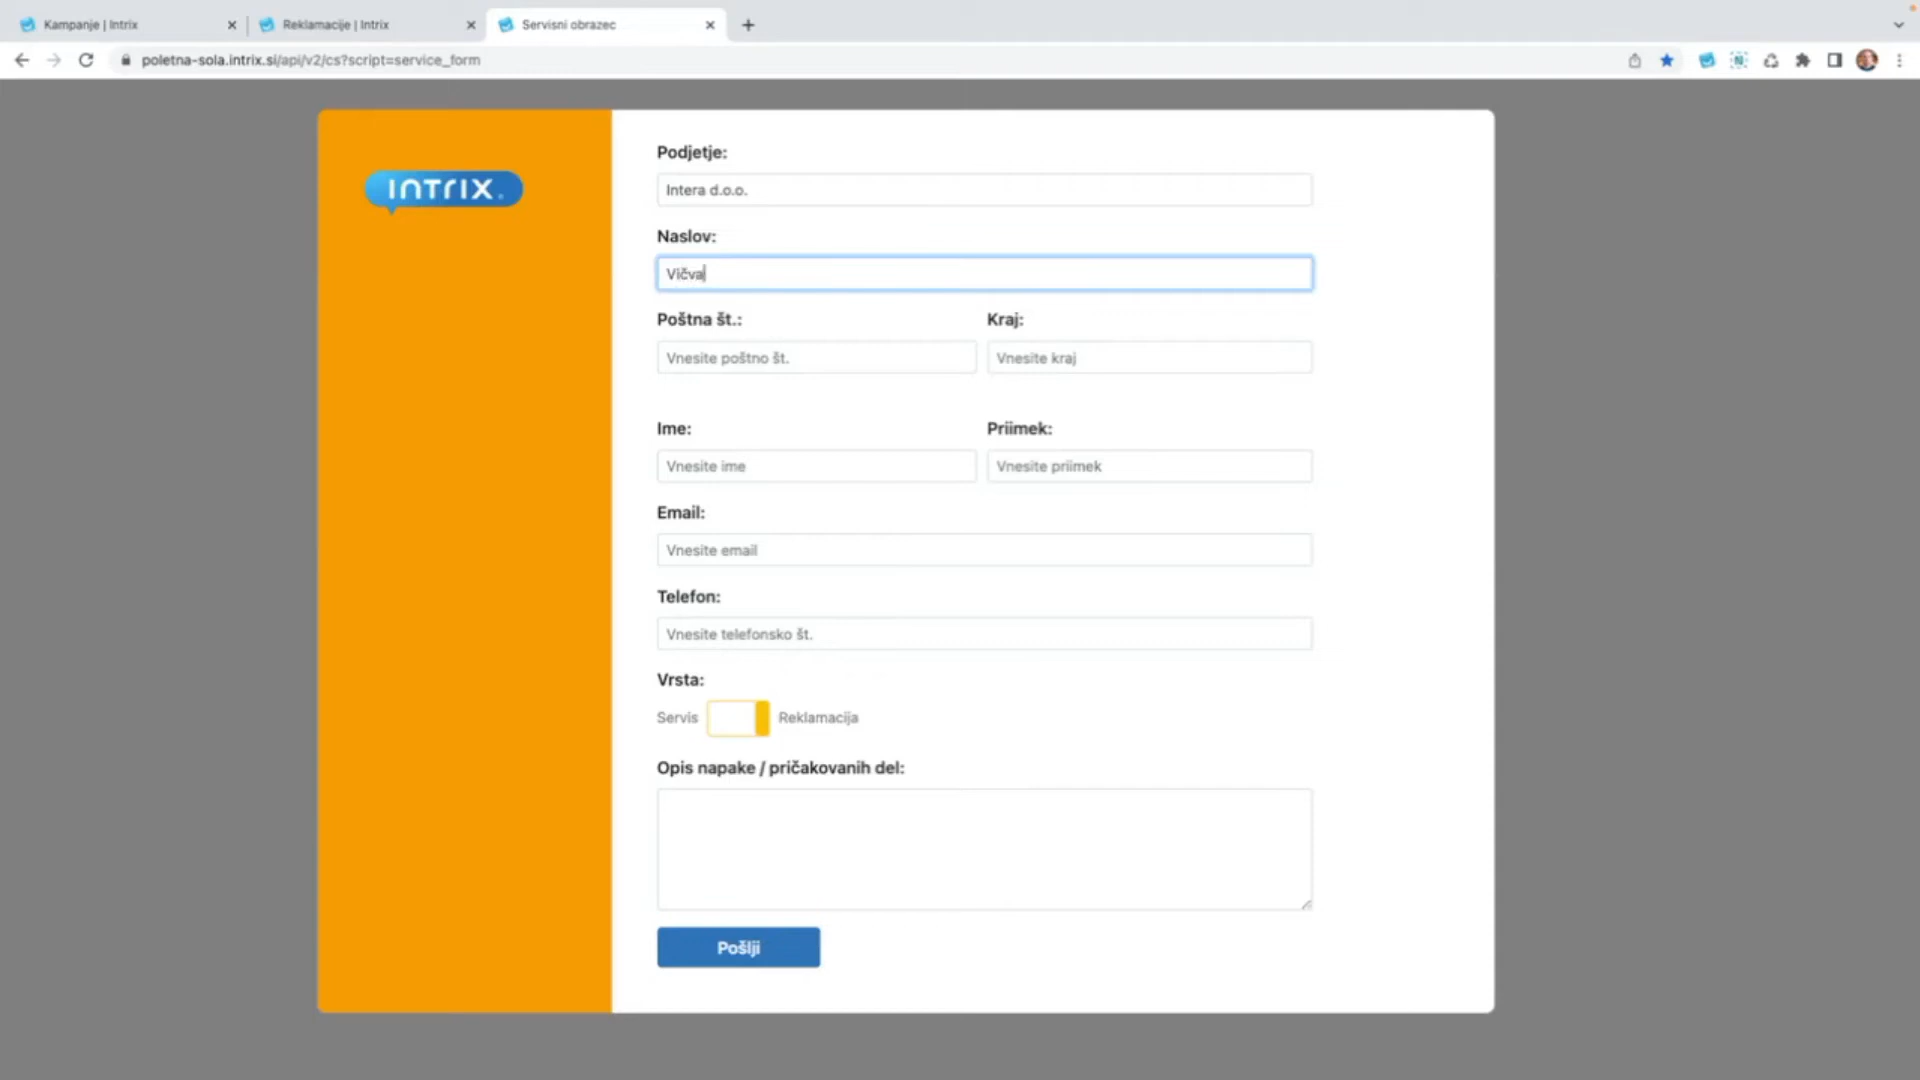 Kampanje | Intrix
Reklamacije | Intrix
Servisni obrazec
poletna-sola.intrix.si/api/v2/cs?script=service_form
INTRIX.
Podjetje:
Intera d.o.o.
Naslov:
Vičva
Poštna št.: Kraj:
Vnesite poštno št. Vnesite kraj
Ime: Priimek:
Vnesite ime Vnesite priimek
Email:
Vnesite email
Telefon:
Vnesite telefonsko št.
Vrsta:
Servis Reklamacija
Opis napake / pričakovanih del:
Pošlji